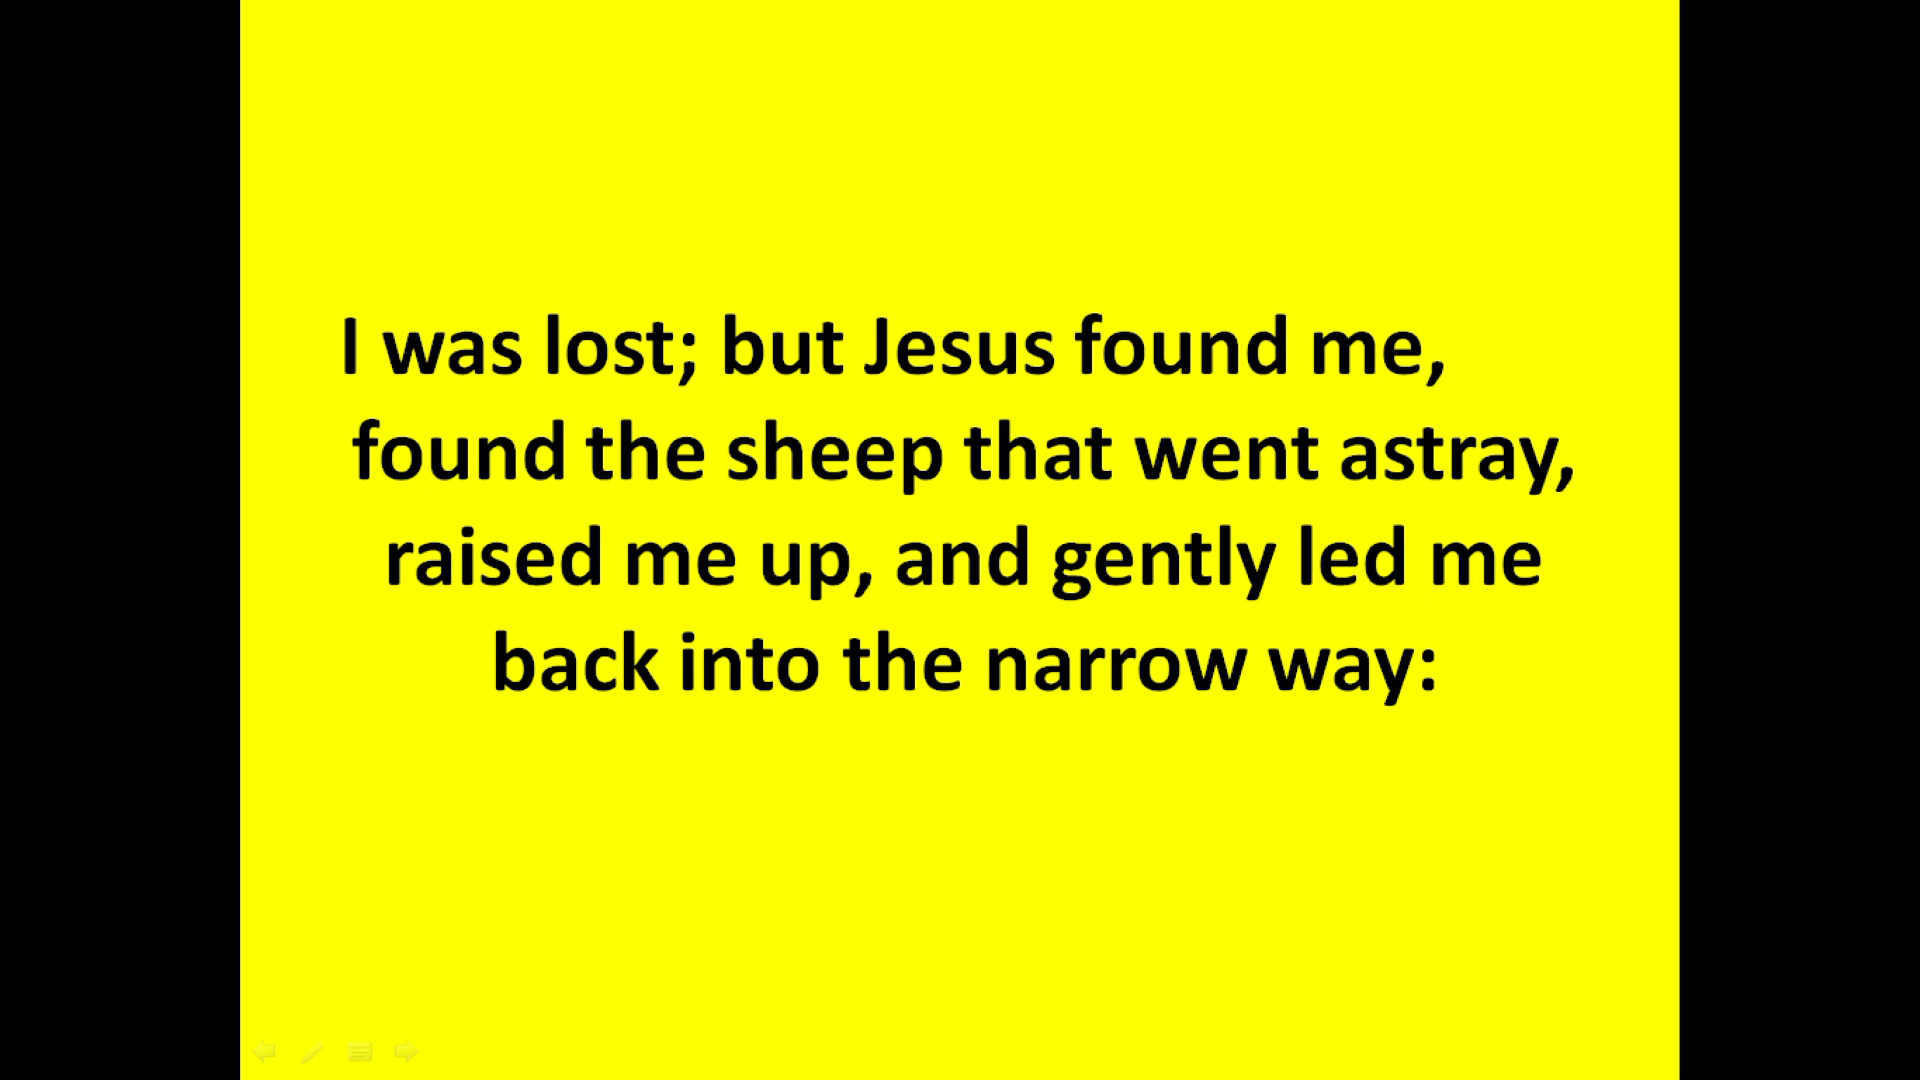 I was lost; but Jesus found me,
found the sheep that went astray,
raised me up, and gently led me
back into the narrow way: